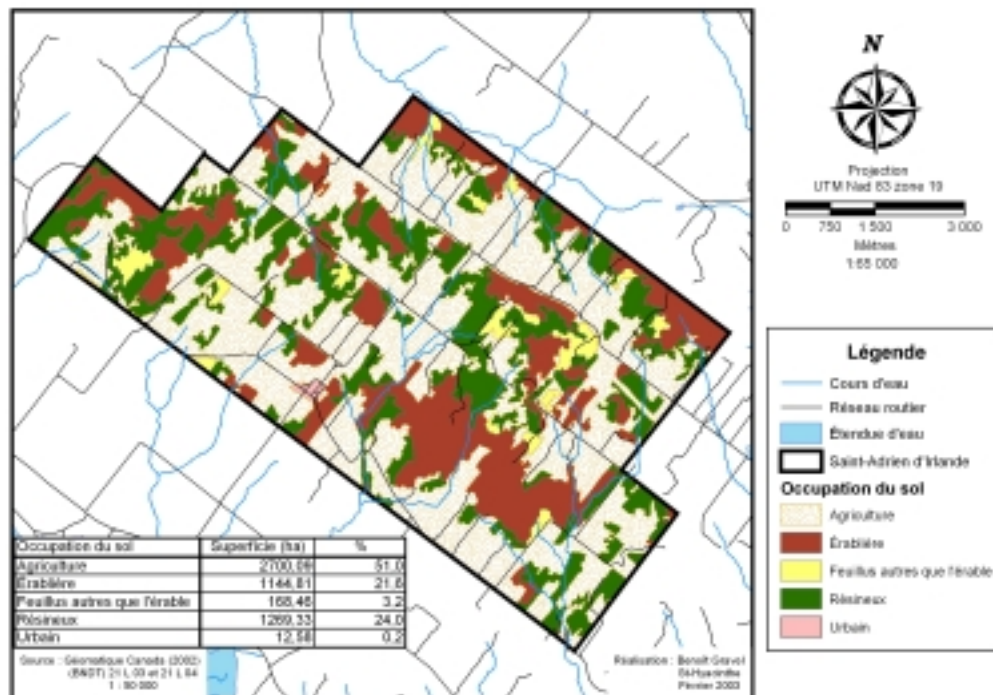 N
Projection
UTM Nad 83 zone 19
0 750 1 500 3 000
Mètres
1:65 000
Légende
Cours d'eau
Réseau routier
Étendue d'eau
Saint-Adrien d'Irlande
Occupation du sol
Agriculture
Érablière
Feuillus autres que l'érable
Résineux
Urbain
Occupation du sol Superficie (ha) %
Agriculture 2700,09 51,0
Érablière 1144,81 21,6
Feuillus autres que l'érable 168,46 3,2
Résineux 1269,33 24,0
Urbain 12,58 0,2
Source : Géomatique Canada (2002)
(BNDT) 21 L 03 et 21 L 04
1 : 50 000
Réalisation : Benoît Gravel
St-Hyacinthe
Février 2003